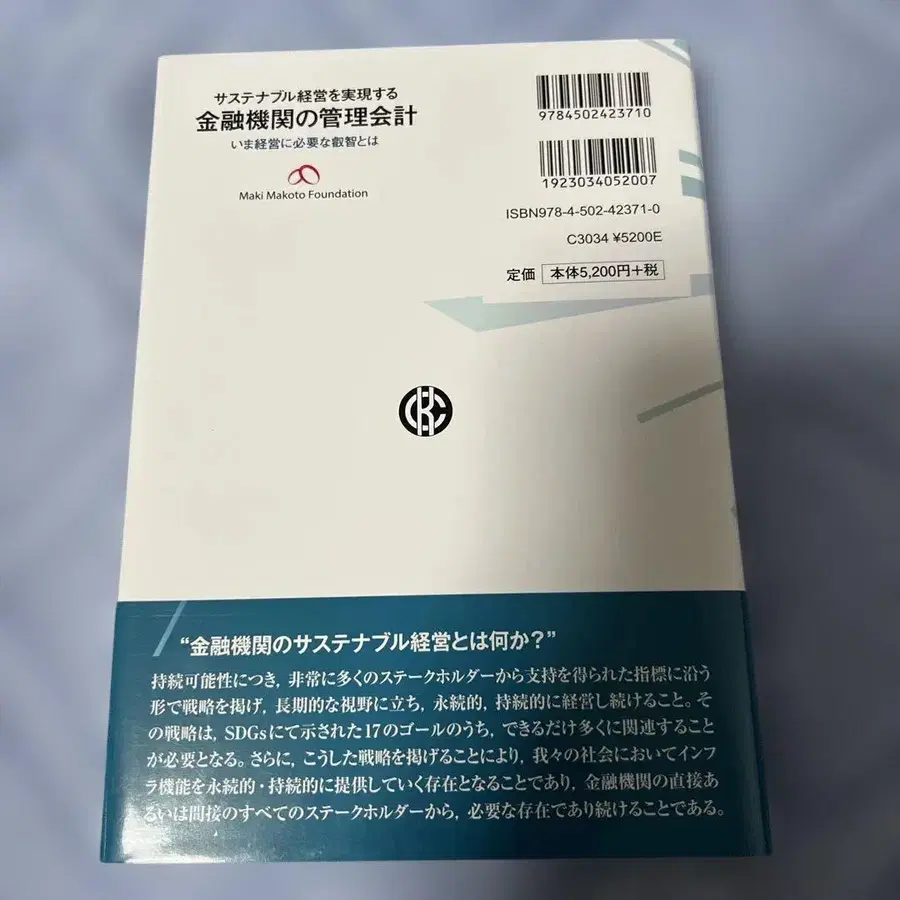 サステナブル経営を実現する
金融機関の管理会計
いま経営に必要な叡智とは
Maki Makoto Foundation
9784502423710
1923034052007
ISBN978-4-502-42371-0
C3034 ¥5200E
定価 本体5,200円+税
“金融機関のサステナブル経営とは何か?”
持続可能性につき,非常に多くのステークホルダーから支持を得られた指標に沿う
形で戦略を掲げ,長期的な視野に立ち,永続的,持続的に経営し続けること。そ
の戦略は,SDGsにて示された17のゴールのうち,できるだけ多くに関連すること
が必要となる。さらに,こうした戦略を掲げることにより,我々の社会においてインフ
ラ機能を永続的・持続的に提供していく存在となることであり,金融機関の直接あ
るいは間接のすべてのステークホルダーから,必要な存在であり続けることである。